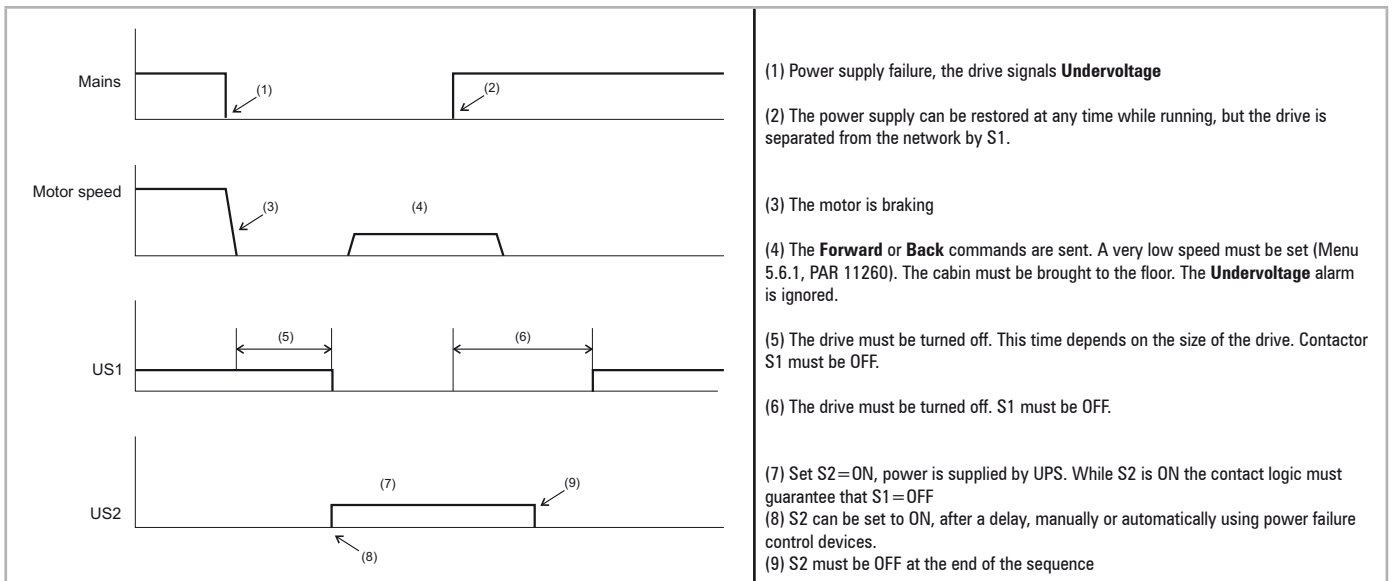 Mains
(1)
(2)
Motor speed
(3)
(4)
US1
(5)
(6)
US2
(7)
(9)
(8)
(1) Power supply failure, the drive signals Undervoltage
(2) The power supply can be restored at any time while running, but the drive is
separated from the network by S1.
(3) The motor is braking
(4) The Forward or Back commands are sent. A very low speed must be set (Menu
5.6.1, PAR 11260). The cabin must be brought to the floor. The Undervoltage alarm
is ignored.
(5) The drive must be turned off. This time depends on the size of the drive. Contactor
S1 must be OFF.
(6) The drive must be turned off. S1 must be OFF.
(7) Set S2=ON, power is supplied by UPS. While S2 is ON the contact logic must
guarantee that S1=OFF
(8) S2 can be set to ON, after a delay, manually or automatically using power failure
control devices.
(9) S2 must be OFF at the end of the sequence